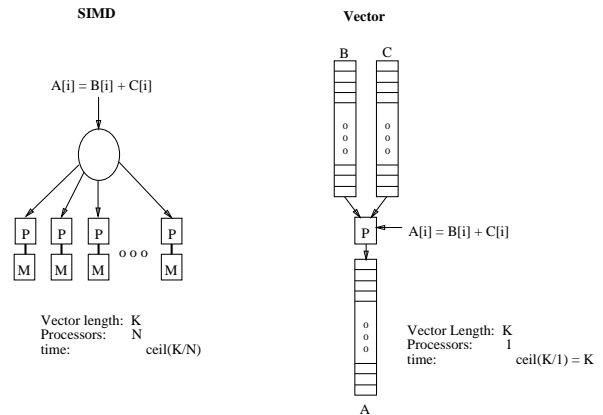 SIMD
A[i] = B[i] + C[i]
P P P P
o o o
M M M M
Vector length: K
Processors: N
time: ceil(K/N)
Vector
B C
o o
o o
o o
P
A[i] = B[i] + C[i]
o
o
o
Vector Length: K
Processors: 1
time: ceil(K/1) = K
A